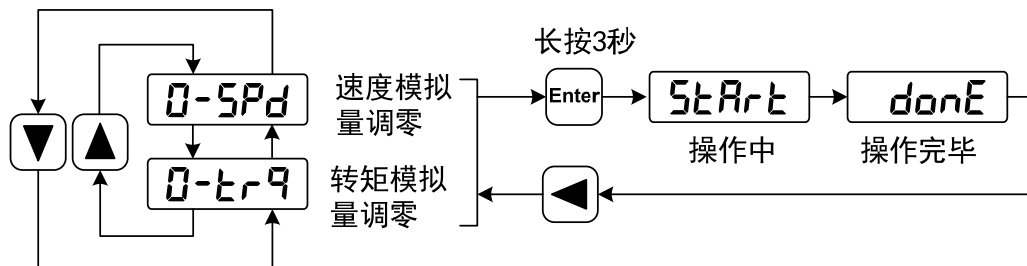 长按3秒
0-SPd
速度模拟
量调零
Enter
StArt
donE
操作中
操作完毕
0-trq
转矩模拟
量调零